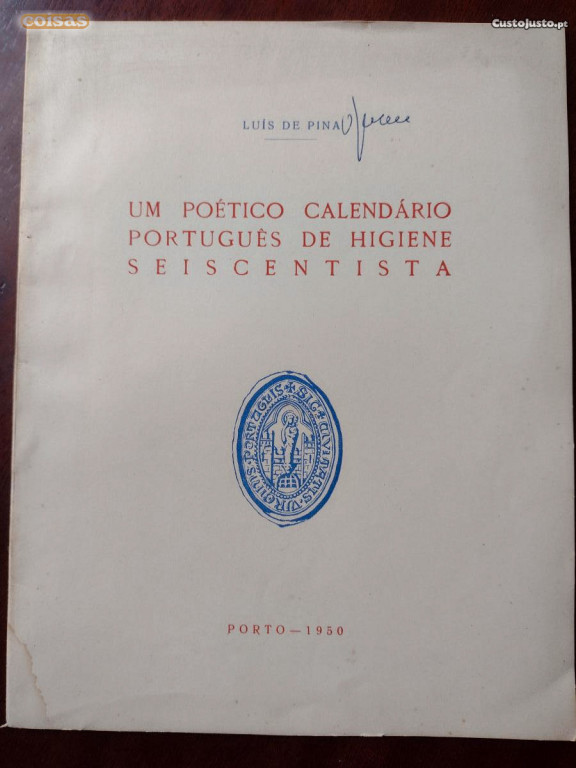 coisas
CustoJusto.pt
LUÍS DE PINA
UM POÉTICO CALENDÁRIO
PORTUGUÊS DE HIGIENE
SEISCENTISTA
PORTO — 1950